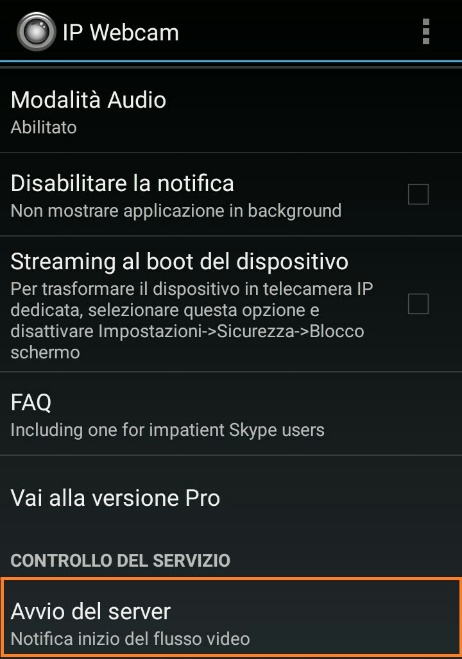 IP Webcam
Modalità Audio
Abilitato
Disabilitare la notifica
Non mostrare applicazione in background
Streaming al boot del dispositivo
Per trasformare il dispositivo in telecamera IP
dedicata, selezionare questa opzione e
disattivare Impostazioni->Sicurezza->Blocco
schermo
FAQ
Including one for impatient Skype users
Vai alla versione Pro
CONTROLLO DEL SERVIZIO
Avvio del server
Notifica inizio del flusso video